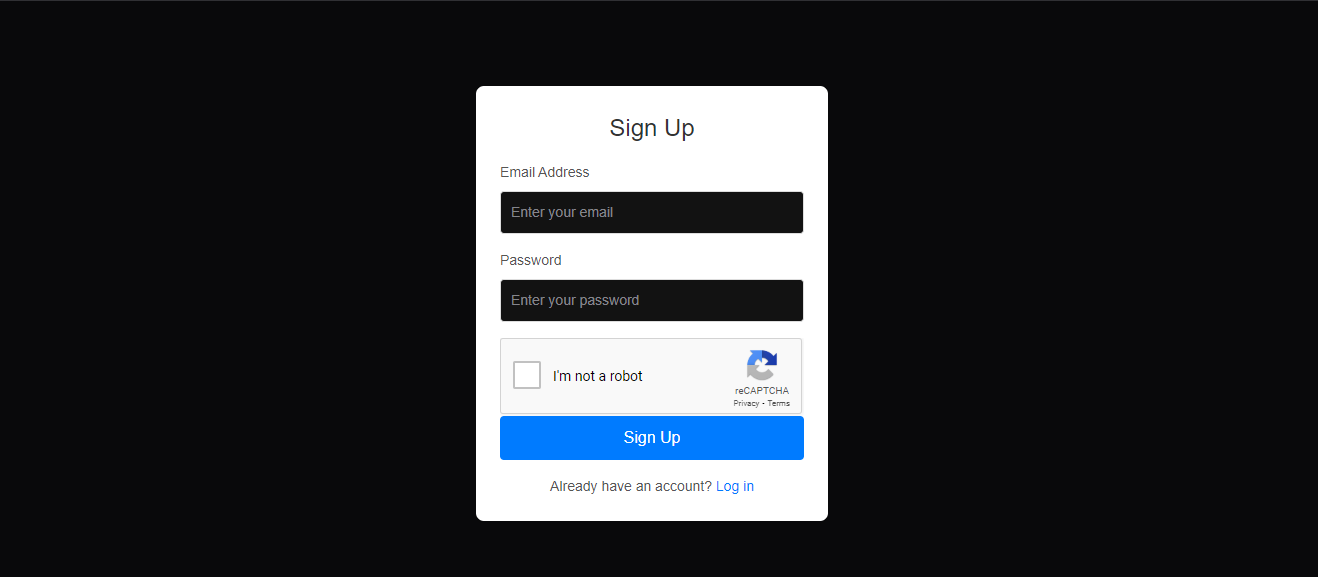 Sign Up
Email Address
Enter your email
Password
Enter your password
I'm not a robot
reCAPTCHA
Privacy - Terms
Sign Up
Already have an account? Log in